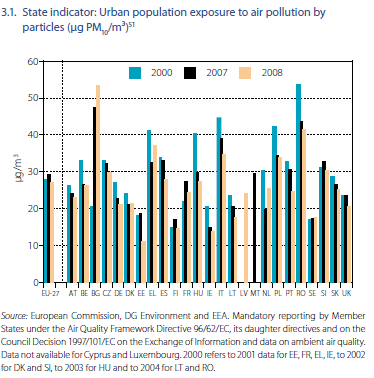 3.1. State indicator: Urban population exposure to air pollution by
particles (µg PM10/m³)S1
2000 2007 2008
60
50
40
30
20
10
0
µg/m³
EU-27 AT BE BG CZ DE DK EE EL ES FI FR HU IE IT LT LV MT NL PL PT RO SE SI SK UK
Source: European Commission, DG Environment and EEA. Mandatory reporting by Member
States under the Air Quality Framework Directive 96/62/EC, its daughter directives and on the
Council Decision 1997/101/EC on the Exchange of Information and data on ambient air quality.
Data not available for Cyprus and Luxembourg. 2000 refers to 2001 data for EE, FR, EL, IE, to 2002
for DK and SI, to 2003 for HU and to 2004 for LT and RO.